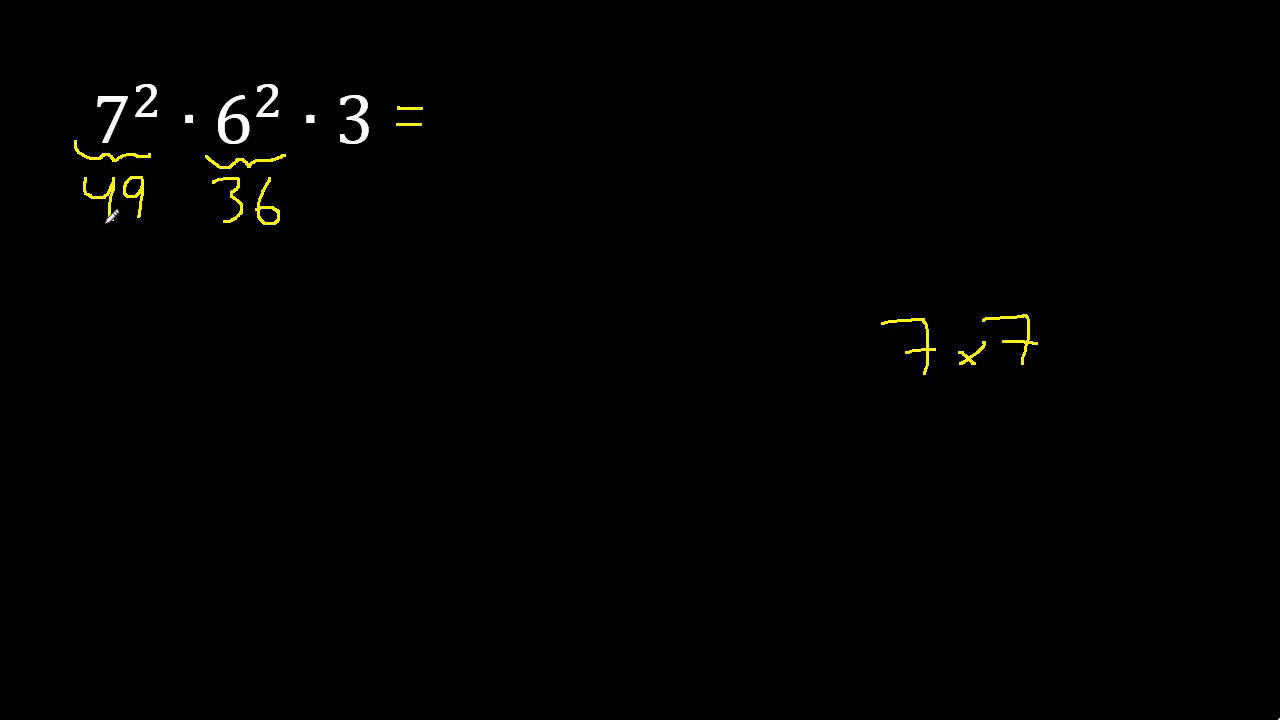 7² · 6² · 3 =
49 36
7 × 7